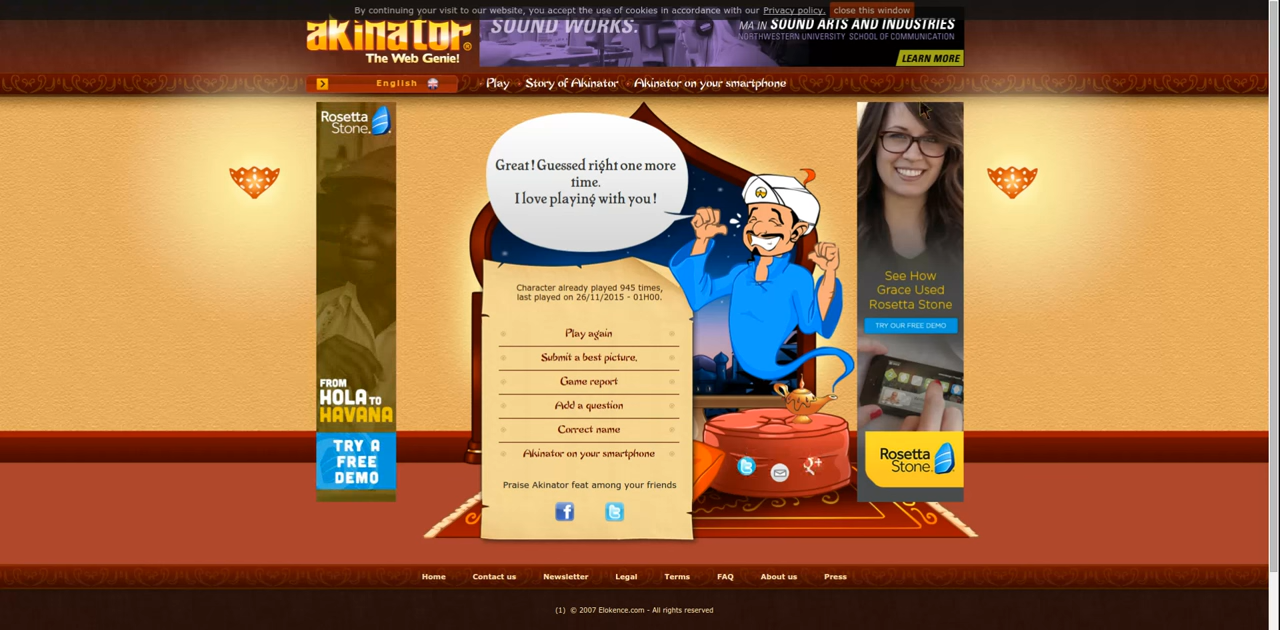 By continuing your visit to our website, you accept the use of cookies in accordance with our Privacy policy. close this window
akinator®
The Web Genie!
SOUND WORKS.
MA IN SOUND ARTS AND INDUSTRIES
NORTHWESTERN UNIVERSITY SCHOOL OF COMMUNICATION
LEARN MORE
English
Play
Story of Akinator
Akinator on your smartphone
Rosetta
Stone.
FROM
HOLA TO
HAVANA
TRY A
FREE
DEMO
Great! Guessed right one more
time.
I love playing with you!
Character already played 945 times,
last played on 26/11/2015 - 01H00.
Play again
Submit a best picture.
Game report
Add a question
Correct name
Akinator on your smartphone
Praise Akinator feat among your friends
See How
Grace Used
Rosetta Stone
TRY OUR FREE DEMO
Rosetta
Stone.
Home
Contact us
Newsletter
Legal
Terms
FAQ
About us
Press
(1) © 2007 Elokence.com - All rights reserved